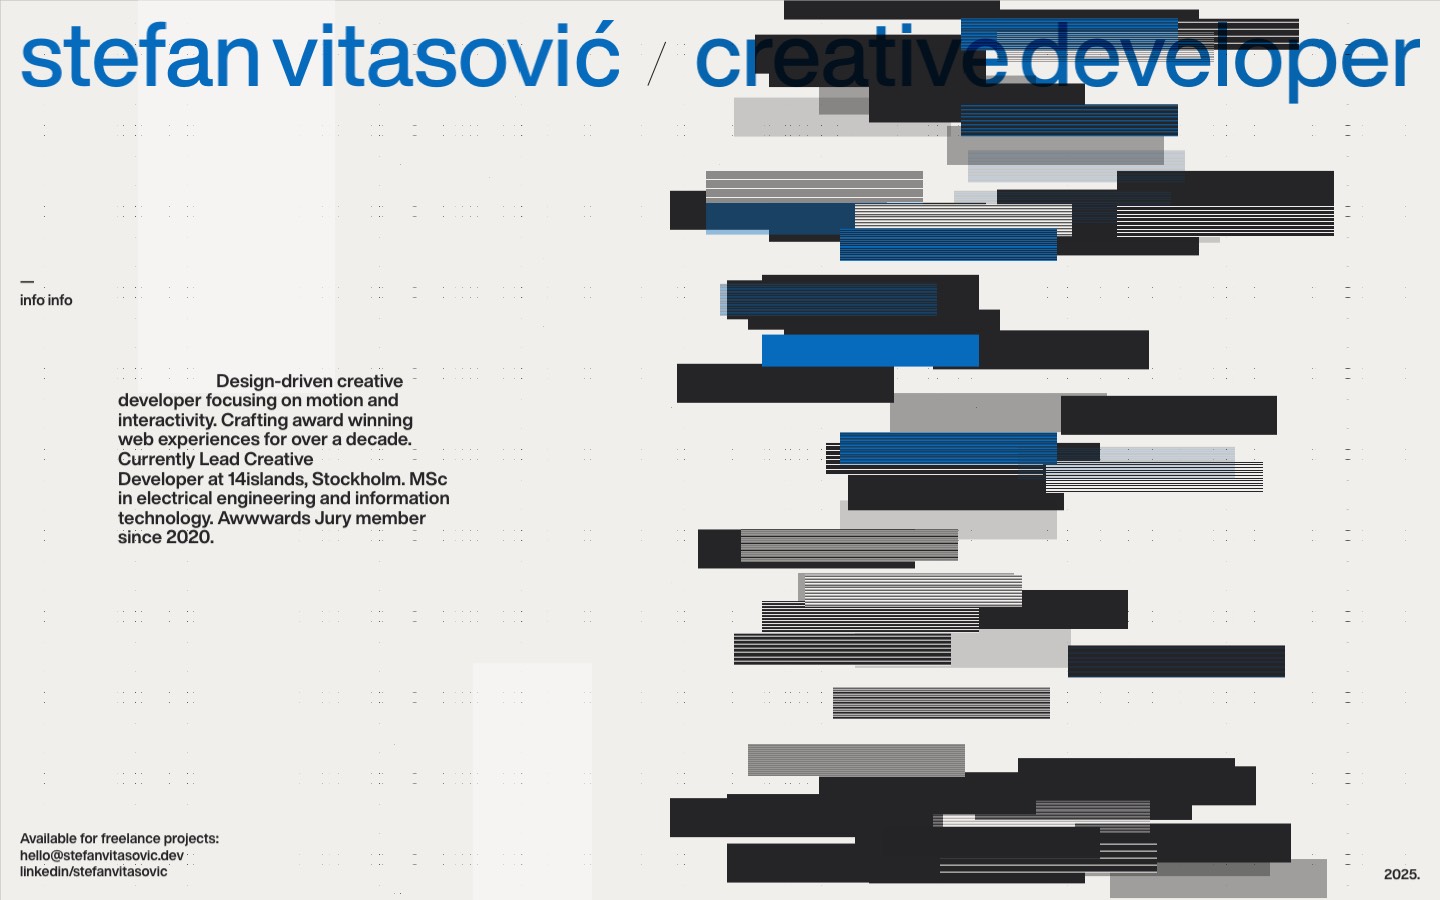 stefan vitasović / creative developer
—
info info
Design-driven creative
developer focusing on motion and
interactivity. Crafting award winning
web experiences for over a decade.
Currently Lead Creative
Developer at 14islands, Stockholm. MSc
in electrical engineering and information
technology. Awwwards Jury member
since 2020.
Available for freelance projects:
hello@stefanvitasovic.dev
linkedin/stefanvitasovic
2025.